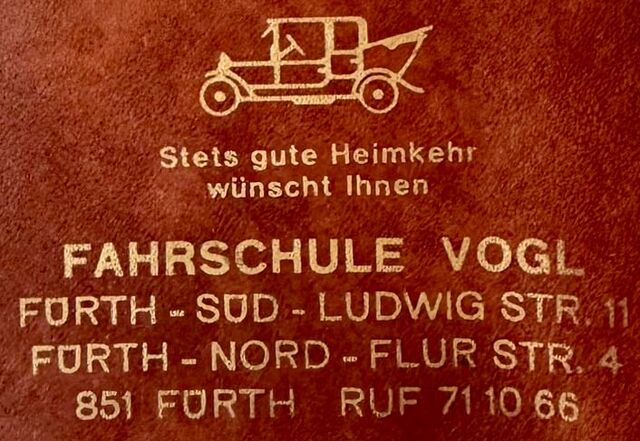 Stets gute Heimkehr
wünscht Ihnen
FAHRSCHULE VOGL
FÜRTH - SÜD - LUDWIG STR. 11
FÜRTH - NORD - FLUR STR. 4
851 FÜRTH RUF 71 10 66